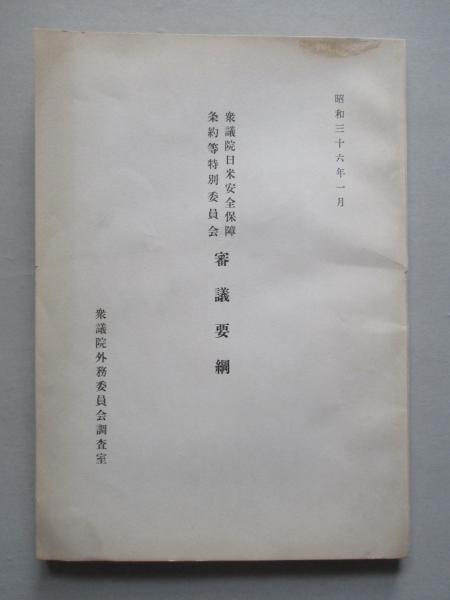 昭和三十六年一月
衆議院日米安全保障
条約等特別委員会
審議要綱
衆議院外務委員会調査室